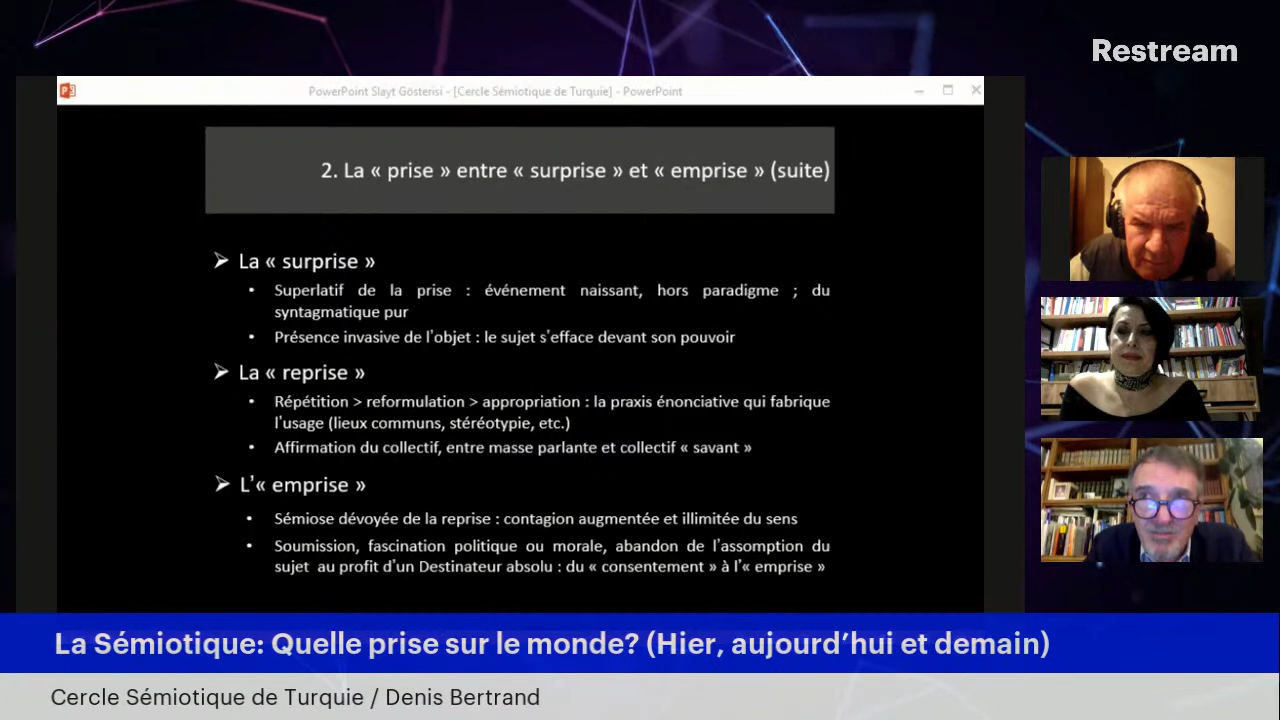 Restream
PowerPoint Slayt Gösterisi - [Cercle Sémiotique de Turquie] - PowerPoint
2. La « prise » entre « surprise » et « emprise » (suite)
La « surprise »
Superlatif de la prise : événement naissant, hors paradigme ; du
syntagmatique pur
Présence invasive de l'objet : le sujet s'efface devant son pouvoir
La « reprise »
Répétition > reformulation > appropriation : la praxis énonciative qui fabrique
l'usage (lieux communs, stéréotypie, etc.)
Affirmation du collectif, entre masse parlante et collectif « savant »
L'« emprise »
Sémiose dévoyée de la reprise : contagion augmentée et illimitée du sens
Soumission, fascination politique ou morale, abandon de l'assomption du
sujet au profit d'un Destinateur absolu : du « consentement » à l'« emprise »
La Sémiotique: Quelle prise sur le monde? (Hier, aujourd'hui et demain)
Cercle Sémiotique de Turquie / Denis Bertrand